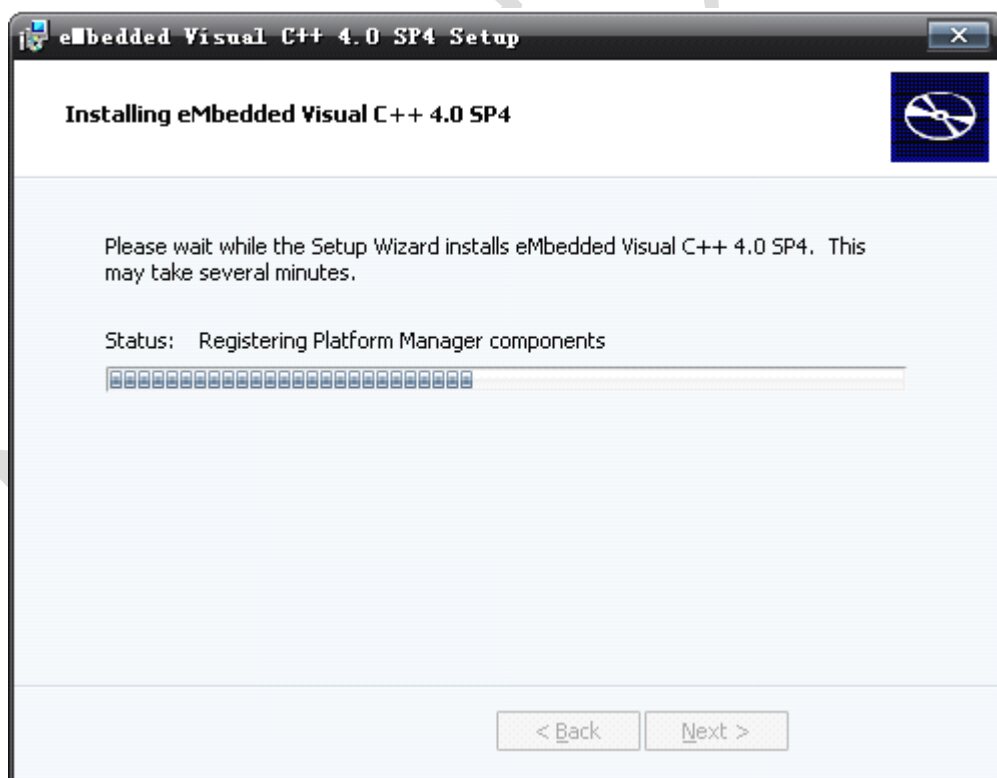 eMbedded Visual C++ 4.0 SP4 Setup
Installing eMbedded Visual C++ 4.0 SP4
Please wait while the Setup Wizard installs eMbedded Visual C++ 4.0 SP4. This
may take several minutes.
Status: Registering Platform Manager components
< Back Next >